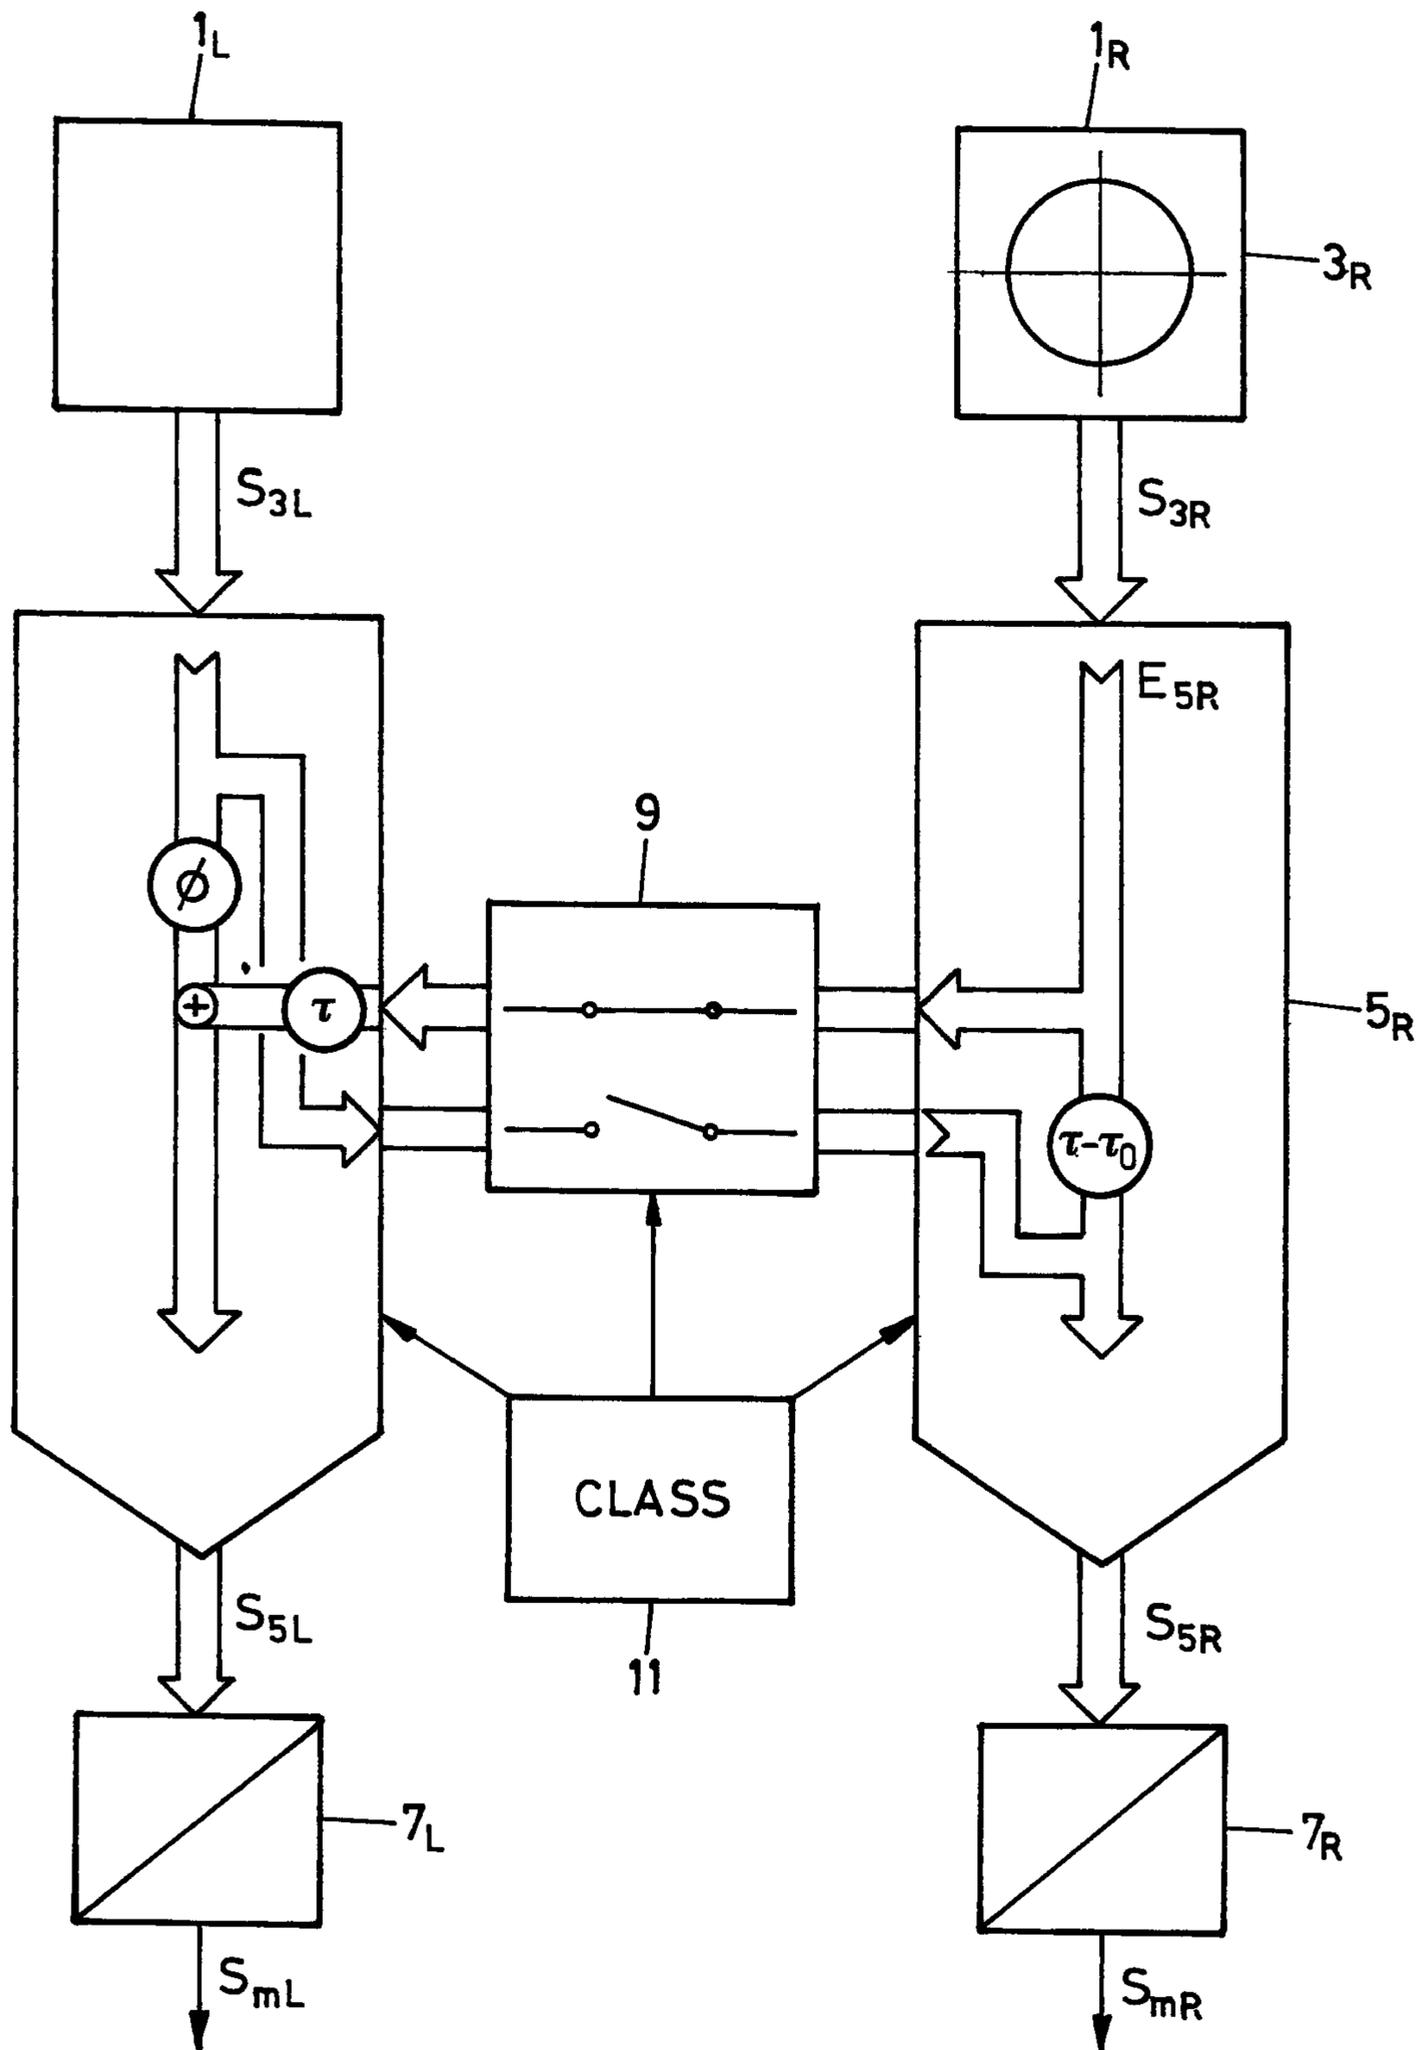 1L
1R
3R
S3L
S3R
E5R
9
ϕ
+
τ
5R
τ-τ0
CLASS
S5L
S5R
11
7L
7R
SmL
SmR